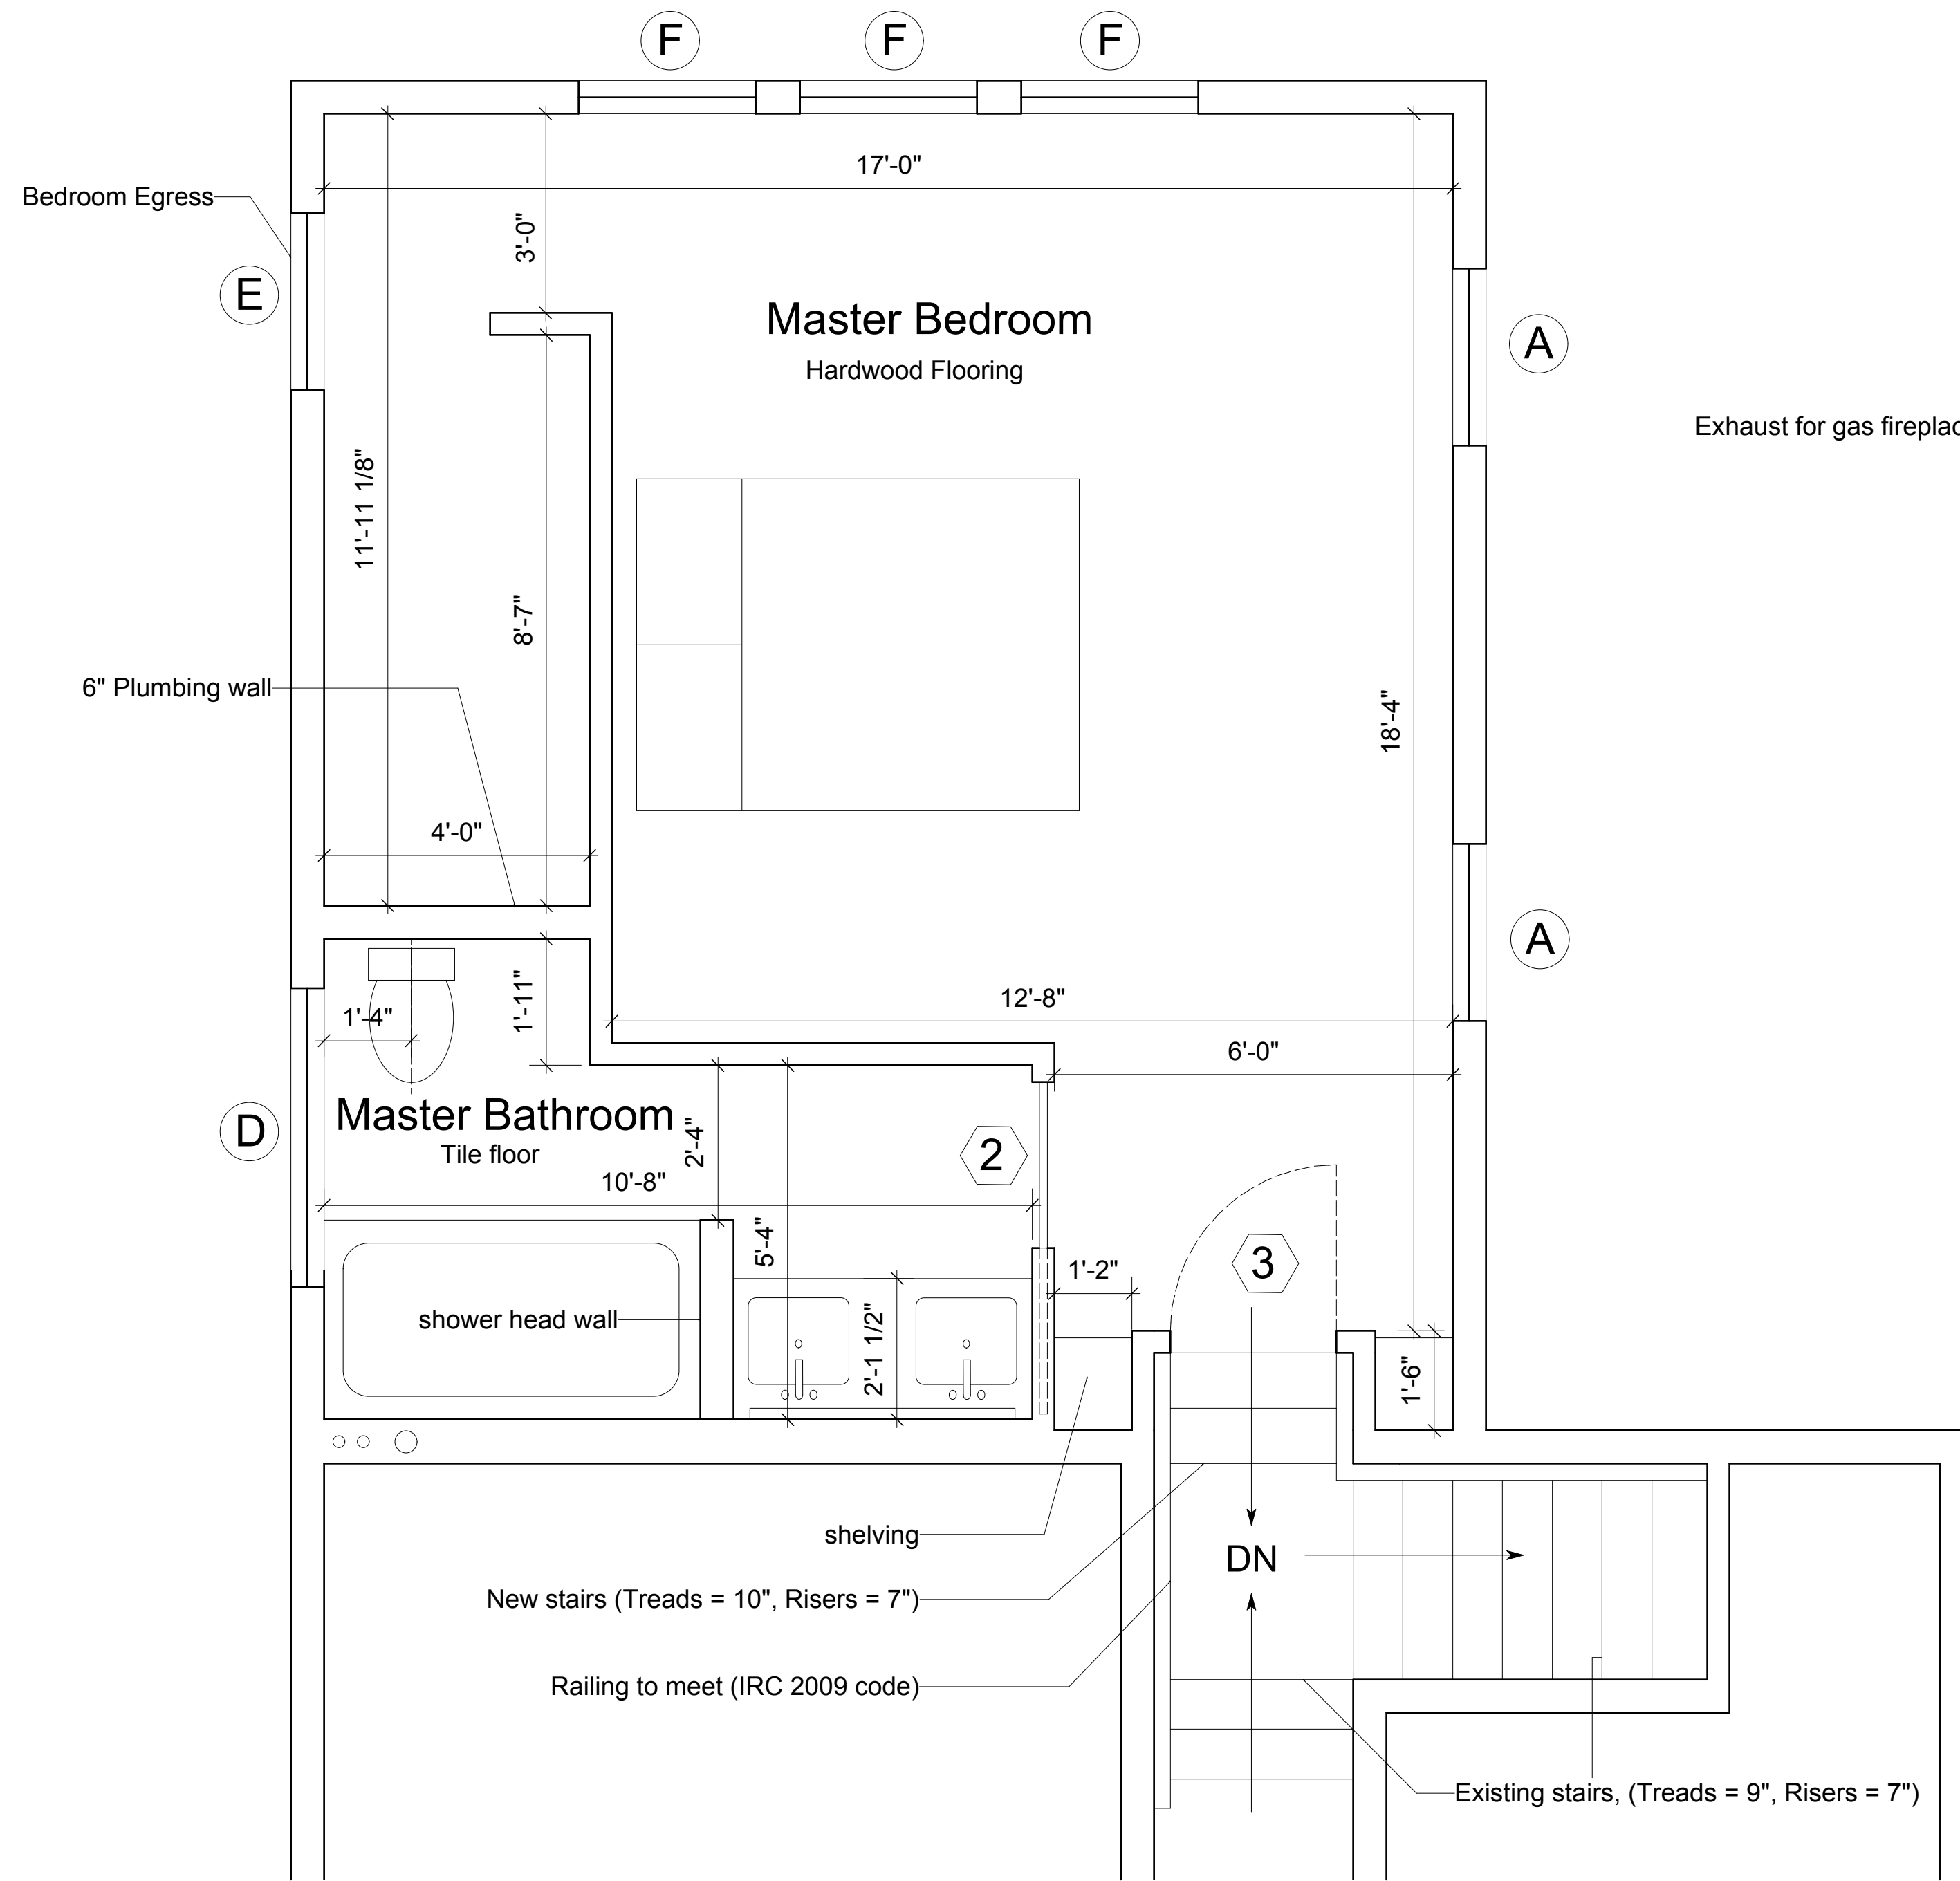 F
F
F
17'-0"
Bedroom Egress
3'-0"
E
Master Bedroom
A
Hardwood Flooring
Exhaust for gas fireplac
11'-11 1/8"
8'-7"
6" Plumbing wall
18'-4"
4'-0"
A
12'-8"
1'-11"
1'-4"
6'-0"
Master Bathroom
D
2'-4"
Tile floor
2
10'-8"
5'-4"
3
1'-2"
shower head wall
2'-1 1/2"
1'-6"
shelving
DN
New stairs (Treads = 10", Risers = 7")
Railing to meet (IRC 2009 code)
Existing stairs, (Treads = 9", Risers = 7")